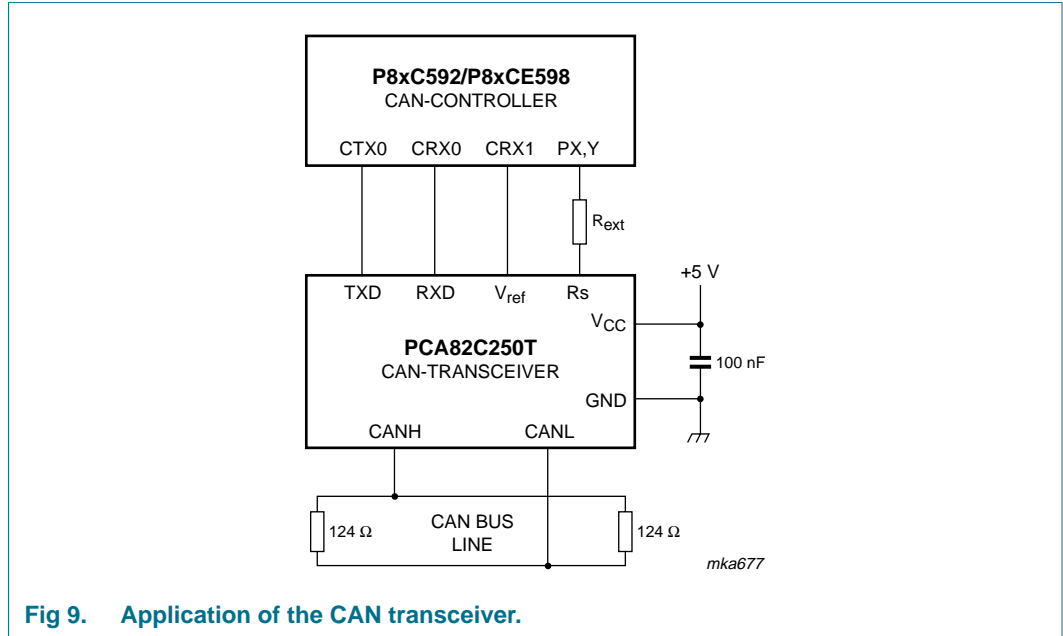 P8xC592/P8xCE598
CAN-CONTROLLER
CTX0 CRX0 CRX1 PX,Y
Rext
+5 V
TXD RXD Vref Rs
VCC
PCA82C250T
CAN-TRANSCEIVER
100 nF
GND
CANH CANL
124 Ω CAN BUS LINE 124 Ω
mka677
Fig 9. Application of the CAN transceiver.